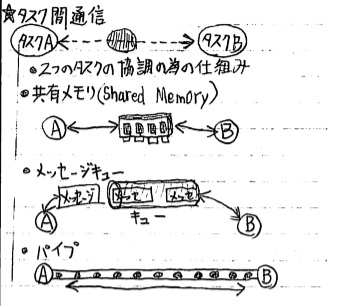 ★タスク間通信
タスクA タスクB
•2つのタスクの協調の為の仕組み
•共有メモリ(Shared Memory)
A B
•メッセージキュー
メッセージ メッセ メッセ
A キュー B
•パイプ
A B